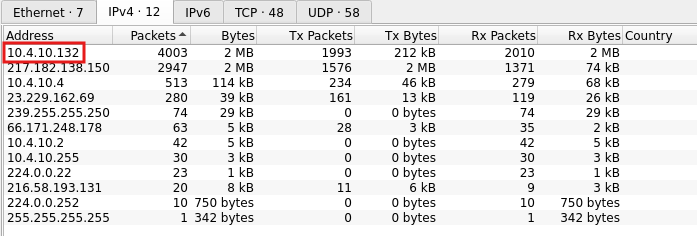 Ethernet · 7 IPv4 · 12 IPv6 TCP · 48 UDP · 58
Address Packets Bytes Tx Packets Tx Bytes Rx Packets Rx Bytes Country
10.4.10.132 4003 2 MB 1993 212 kB 2010 2 MB
217.182.138.150 2947 2 MB 1576 2 MB 1371 74 kB
10.4.10.4 513 114 kB 234 46 kB 279 68 kB
23.229.162.69 280 39 kB 161 13 kB 119 26 kB
239.255.255.250 74 29 kB 0 0 bytes 74 29 kB
66.171.248.178 63 5 kB 28 3 kB 35 2 kB
10.4.10.2 42 5 kB 0 0 bytes 42 5 kB
10.4.10.255 30 3 kB 0 0 bytes 30 3 kB
224.0.0.22 23 1 kB 0 0 bytes 23 1 kB
216.58.193.131 20 8 kB 11 6 kB 9 3 kB
224.0.0.252 10 750 bytes 0 0 bytes 10 750 bytes
255.255.255.255 1 342 bytes 0 0 bytes 1 342 bytes